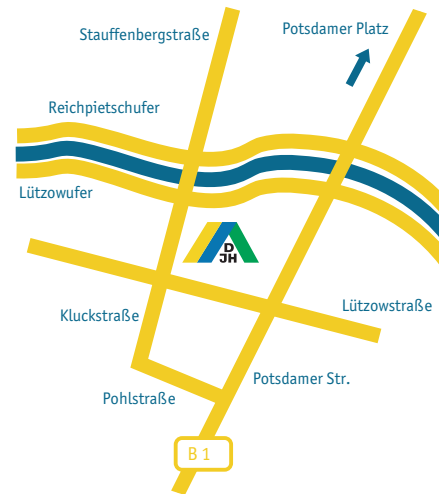 Potsdamer Platz
Stauffenbergstraße
Reichpietschufer
Lützowufer
D
JH
Lützowstraße
Kluckstraße
Potsdamer Str.
Pohlstraße
B 1